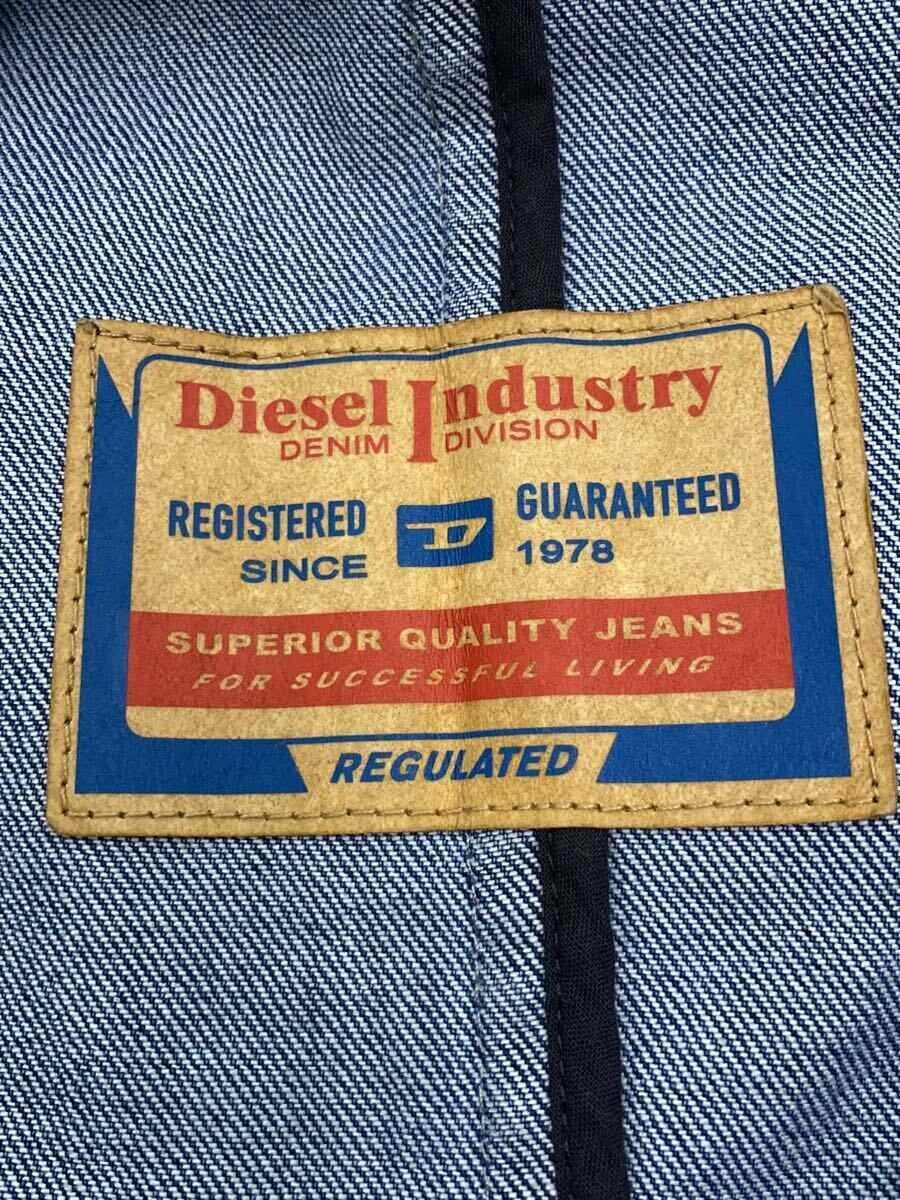 Diesel Industry
DENIM DIVISION
REGISTERED D GUARANTEED
SINCE 1978
SUPERIOR QUALITY JEANS
FOR SUCCESSFUL LIVING
REGULATED